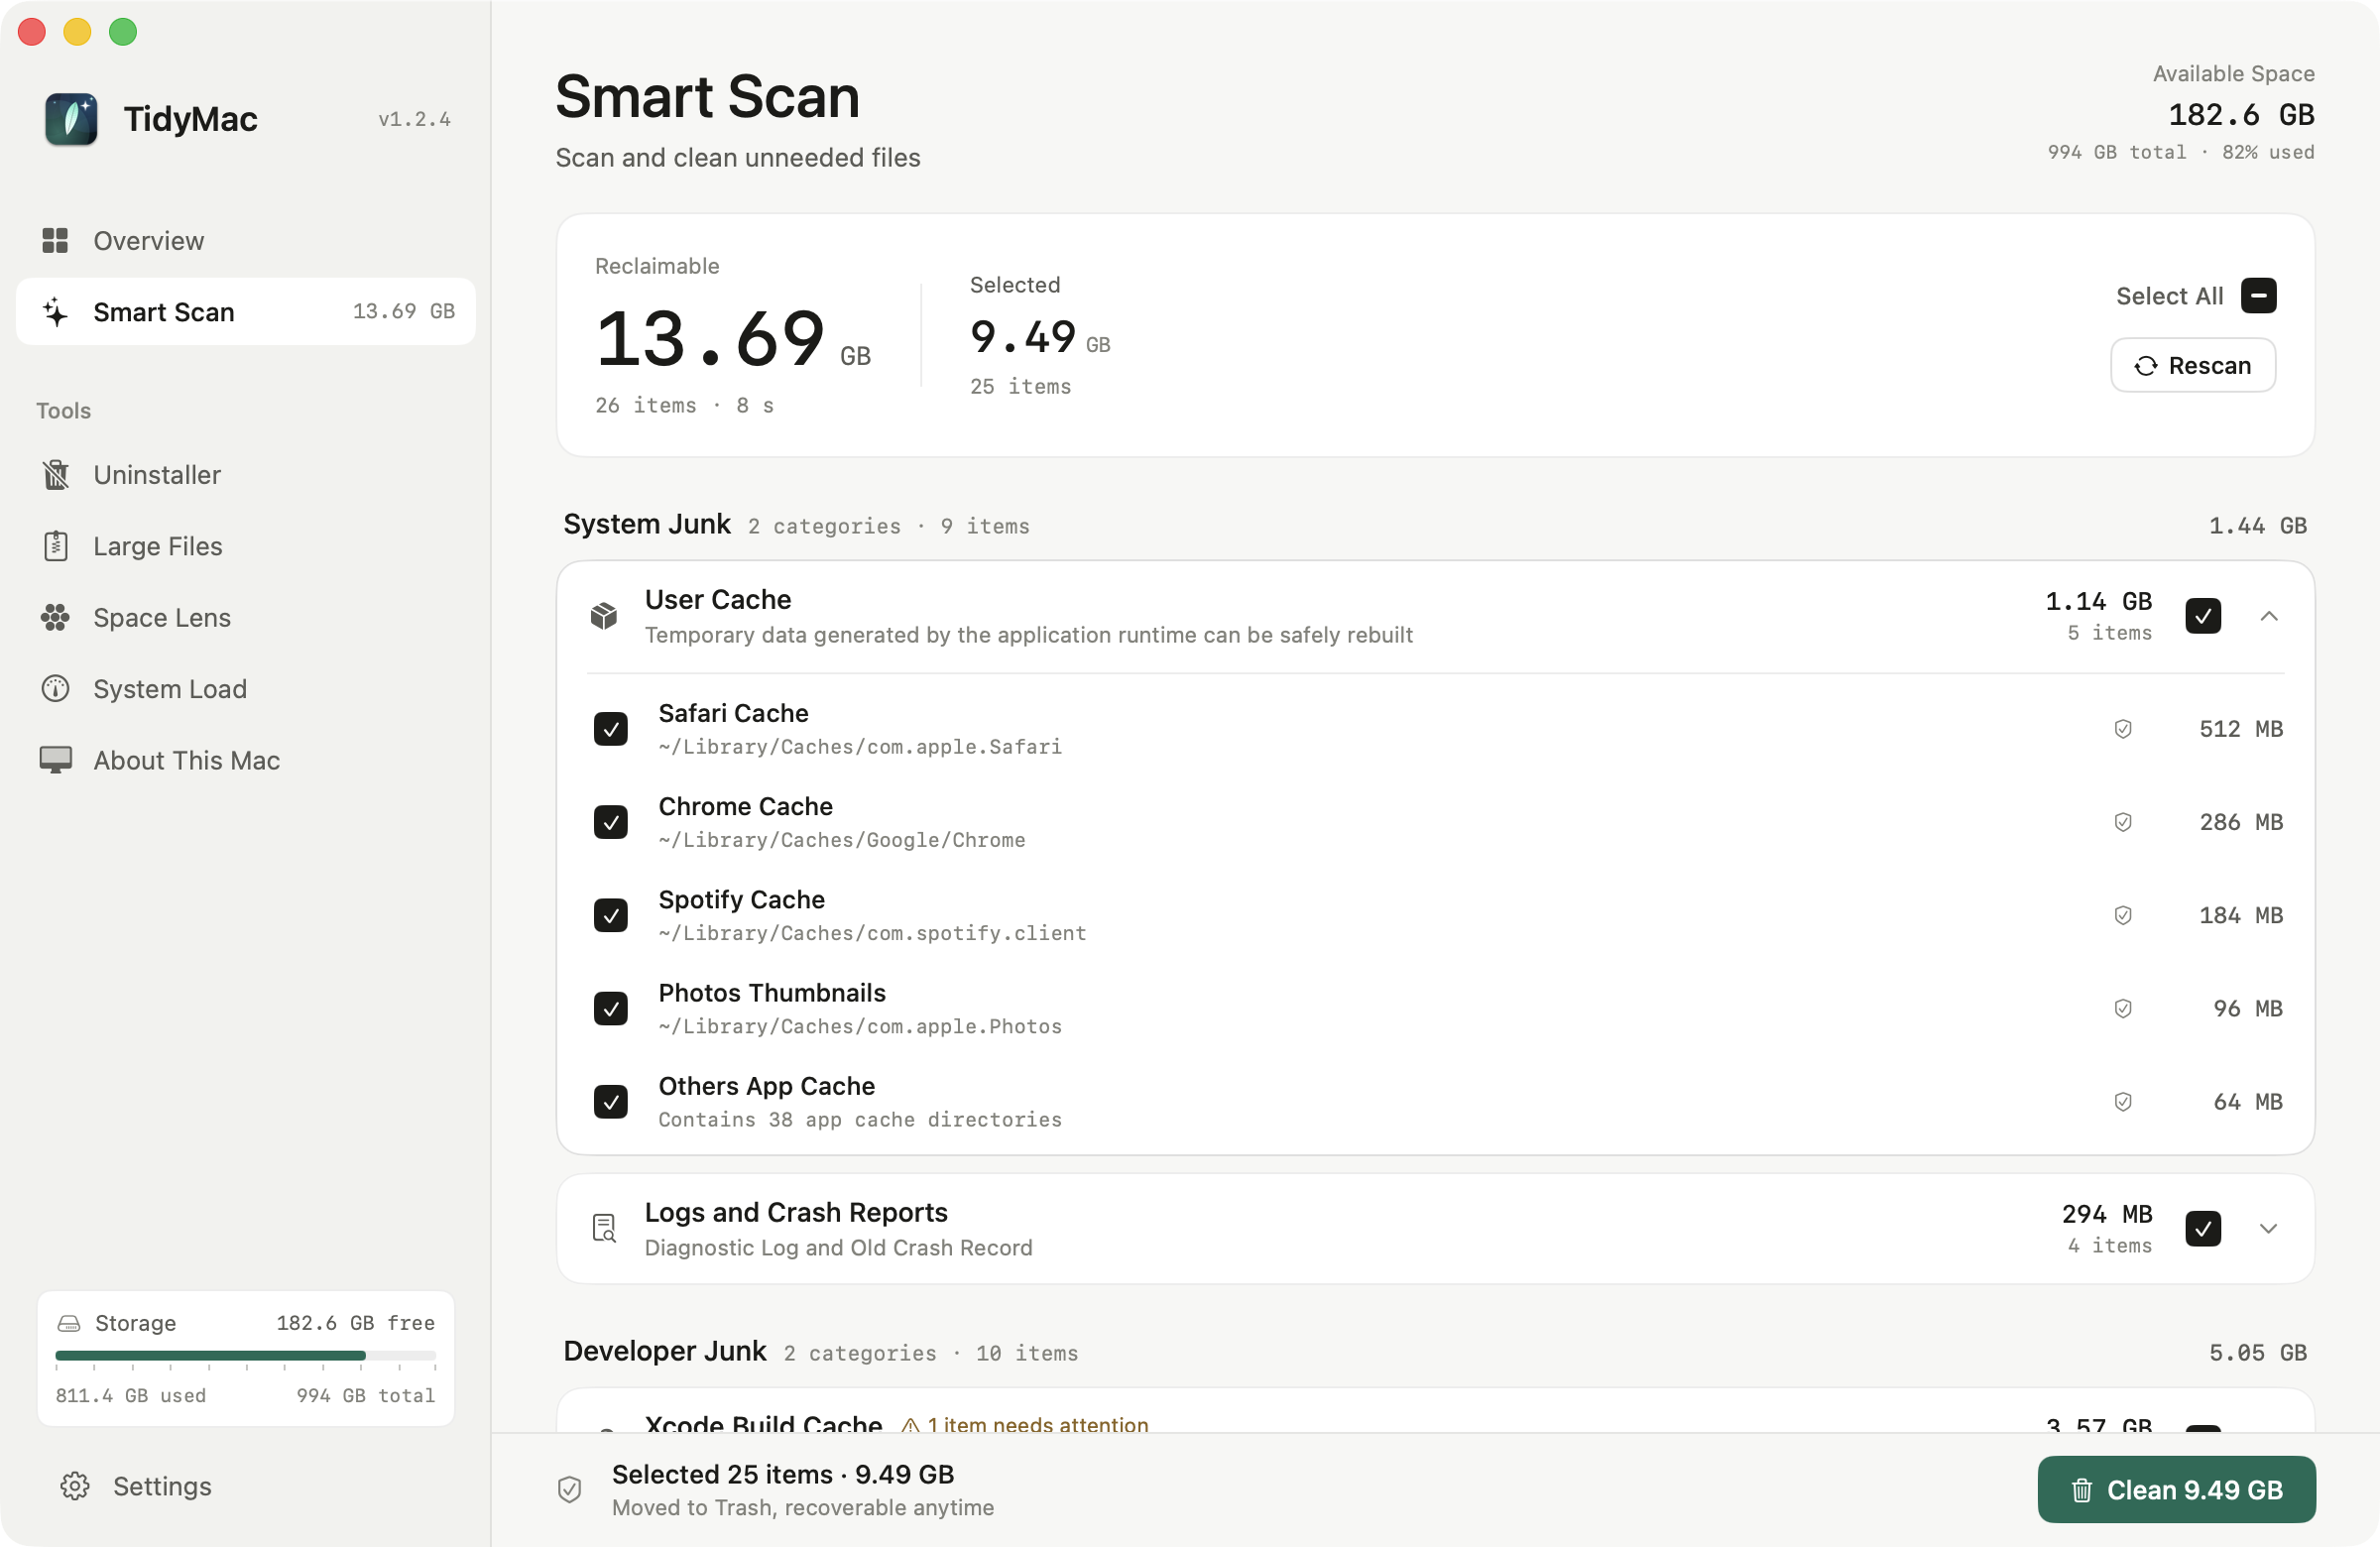 TidyMac v1.2.4
Overview
Smart Scan 13.69 GB
Tools
Uninstaller
Large Files
Space Lens
System Load
About This Mac
Storage 182.6 GB free
811.4 GB used 994 GB total
Settings
Smart Scan
Scan and clean unneeded files
Available Space
182.6 GB
994 GB total · 82% used
Reclaimable
13.69 GB
26 items · 8 s
Selected
9.49 GB
25 items
Select All
Rescan
System Junk 2 categories · 9 items 1.44 GB
User Cache
Temporary data generated by the application runtime can be safely rebuilt
1.14 GB
5 items
Safari Cache
~/Library/Caches/com.apple.Safari
512 MB
Chrome Cache
~/Library/Caches/Google/Chrome
286 MB
Spotify Cache
~/Library/Caches/com.spotify.client
184 MB
Photos Thumbnails
~/Library/Caches/com.apple.Photos
96 MB
Others App Cache
Contains 38 app cache directories
64 MB
Logs and Crash Reports
Diagnostic Log and Old Crash Record
294 MB
4 items
Developer Junk 2 categories · 10 items 5.05 GB
Xcode Build Cache 1 item needs attention 3.57 GB
Selected 25 items · 9.49 GB
Moved to Trash, recoverable anytime
Clean 9.49 GB